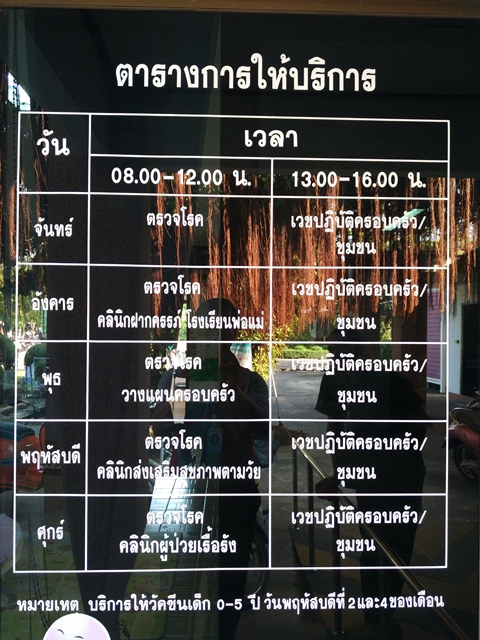 ตารางการให้บริการ
วัน
เวลา
08.00-12.00 น.
13.00-16.00 น.
จันทร์
ตรวจโรค
เวชปฏิบัติครอบครัว/
ชุมชน
อังคาร
ตรวจโรค
คลินิกฝากครรภ์ โรงเรียนพ่อแม่
เวชปฏิบัติครอบครัว/
ชุมชน
พุธ
ตรวจโรค
วางแผนครอบครัว
เวชปฏิบัติครอบครัว/
ชุมชน
พฤหัสบดี
ตรวจโรค
คลินิกส่งเสริมสุขภาพตามวัย
เวชปฏิบัติครอบครัว/
ชุมชน
ศุกร์
ตรวจโรค
คลินิกผู้ป่วยเรื้อรัง
เวชปฏิบัติครอบครัว/
ชุมชน
หมายเหตุ บริการให้วัคซีนเด็ก 0-5 ปี วันพฤหัสบดีที่ 2 และ 4 ของเดือน